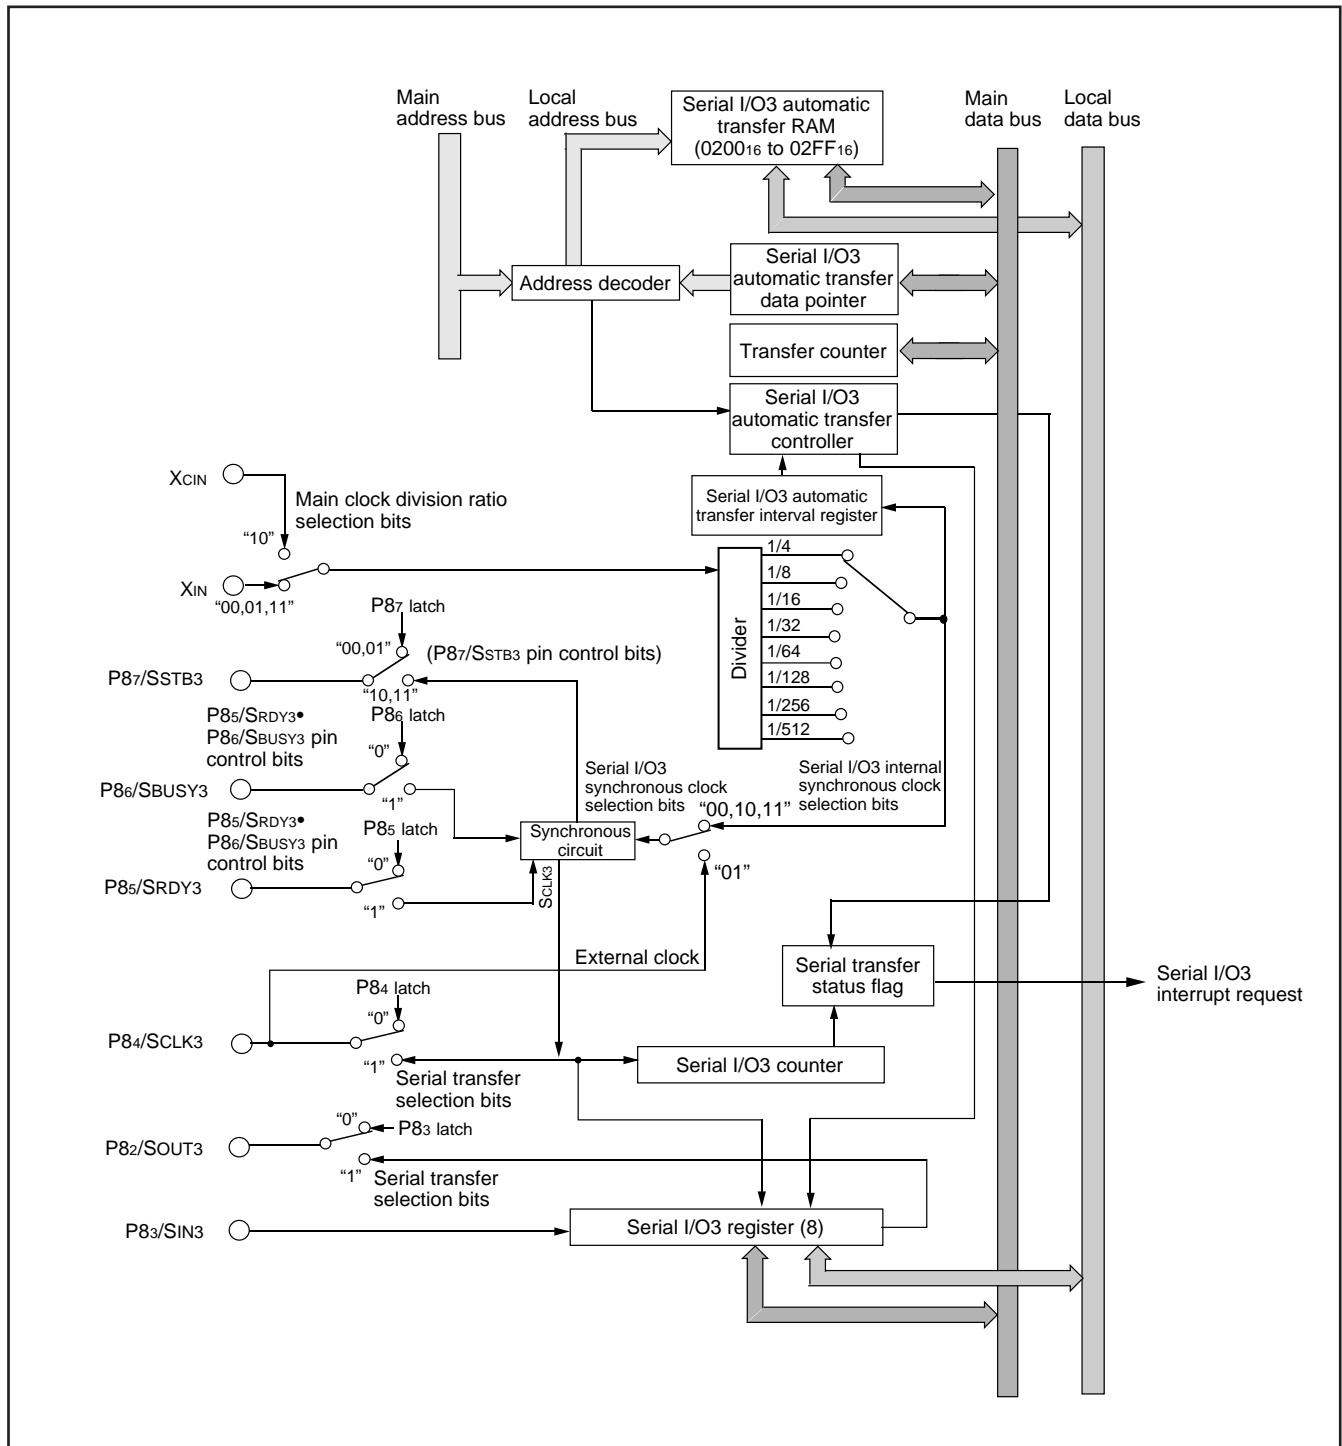 Main
address bus
Local
address bus
Serial I/O3 automatic
transfer RAM
(020016 to 02FF16)
Main
data bus
Local
data bus
Address decoder
Serial I/O3
automatic transfer
data pointer
Transfer counter
Serial I/O3
automatic transfer
controller
XCIN
Main clock division ratio
selection bits
“10”
XIN
“00,01,11”
Serial I/O3 automatic
transfer interval register
Divider
1/4
1/8
1/16
1/32
1/64
1/128
1/256
1/512
P87 latch
“00,01”
(P87/SSTB3 pin control bits)
P87/SSTB3
“10,11”
P85/SRDY3•
P86/SBUSY3 pin
control bits
P86 latch
“0”
P86/SBUSY3
“1”
Serial I/O3
synchronous clock
selection bits
Serial I/O3 internal
synchronous clock
selection bits
“00,10,11”
P85/SRDY3•
P86/SBUSY3 pin
control bits
P85 latch
“0”
Synchronous
circuit
“01”
P85/SRDY3
“1”
SCLK3
External clock
Serial transfer
status flag
Serial I/O3
interrupt request
P84 latch
“0”
P84/SCLK3
“1”
Serial transfer
selection bits
Serial I/O3 counter
“0”
P83 latch
P82/SOUT3
“1”
Serial transfer
selection bits
P83/SIN3
Serial I/O3 register (8)